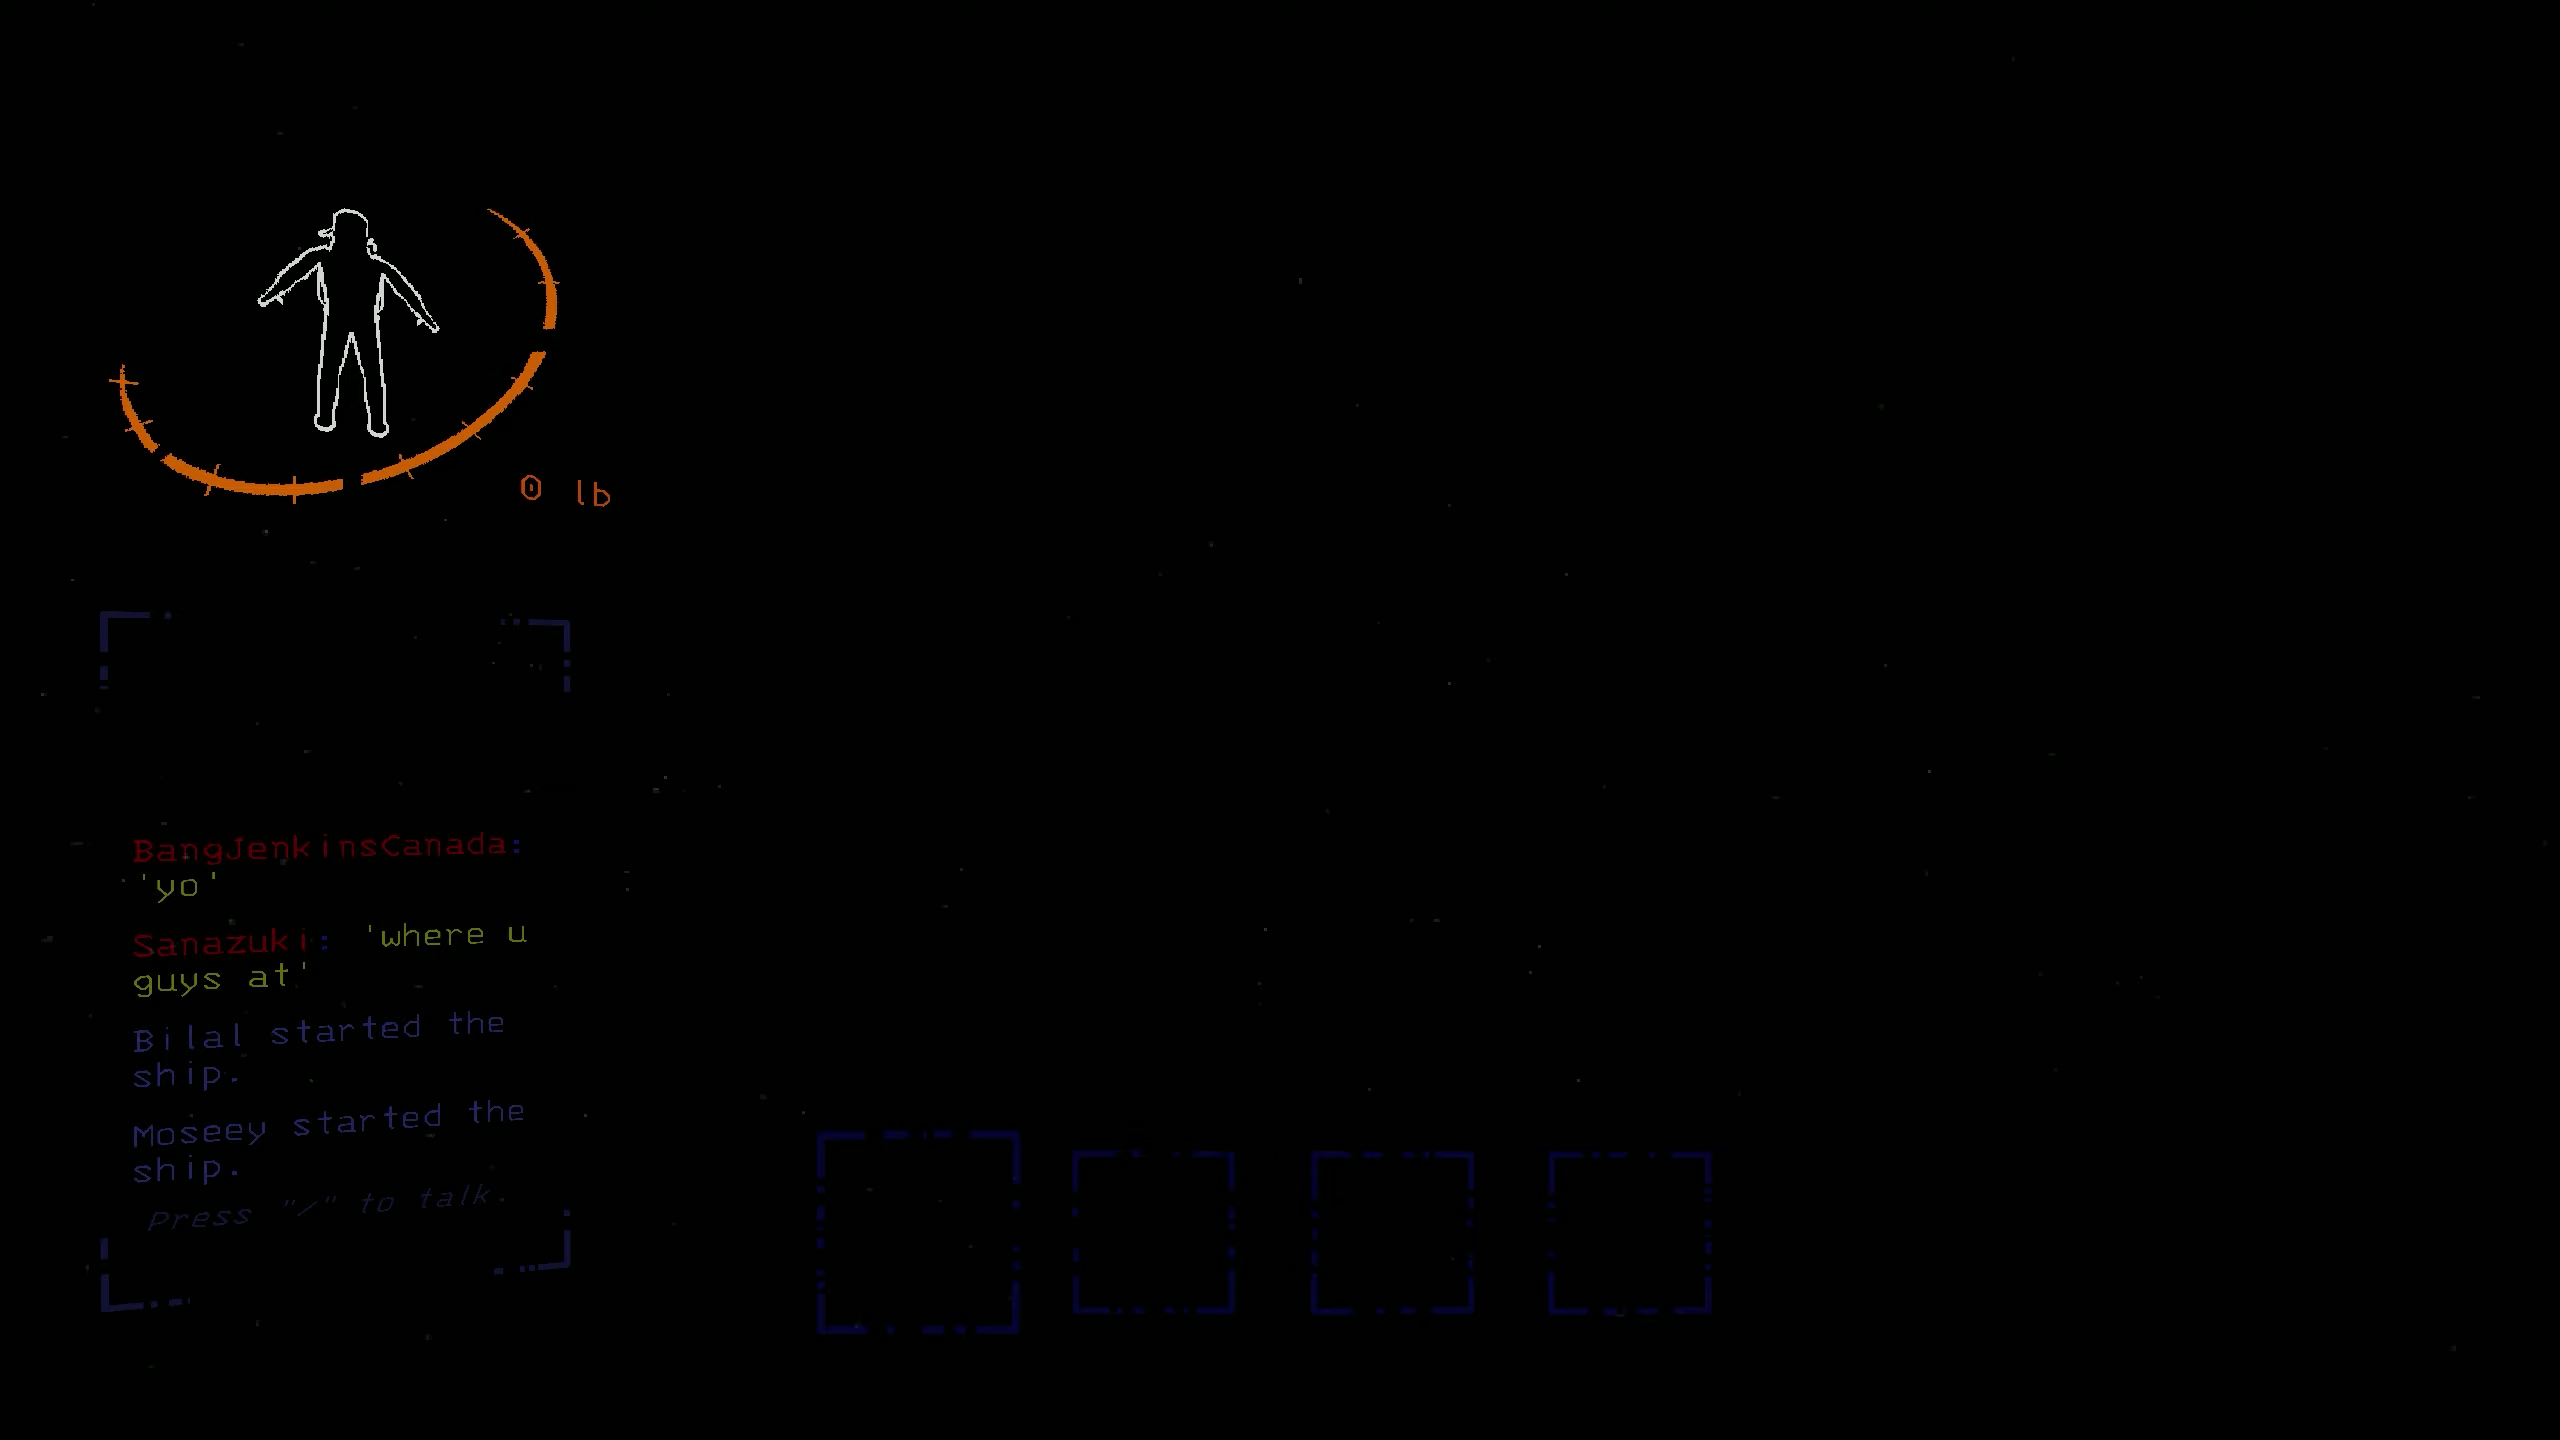 0 lb
BangJenkinsCanada:
'yo'
Sanazuki: 'where u
guys at'
Bilal started the
ship.
Moseey started the
ship.
Press "/" to talk.